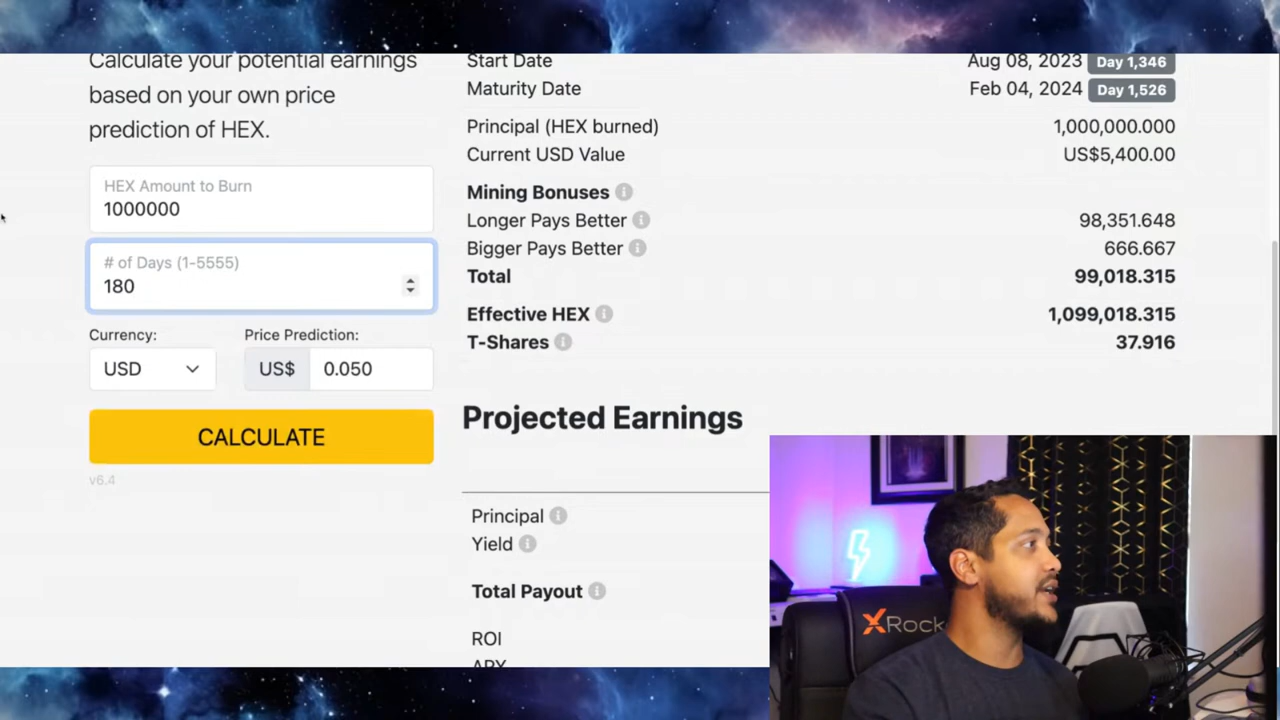 Calculate your potential earnings
based on your own price
prediction of HEX.
HEX Amount to Burn
1000000
# of Days (1-5555)
180
Currency:
Price Prediction:
USD
US$
0.050
CALCULATE
v6.4
Start Date
Aug 08, 2023 Day 1,346
Maturity Date
Feb 04, 2024 Day 1,526
Principal (HEX burned)
1,000,000.000
Current USD Value
US$5,400.00
Mining Bonuses
Longer Pays Better
98,351.648
Bigger Pays Better
666.667
Total
99,018.315
Effective HEX
1,099,018.315
T-Shares
37.916
Projected Earnings
Principal
Yield
Total Payout
ROI
APY
XRock